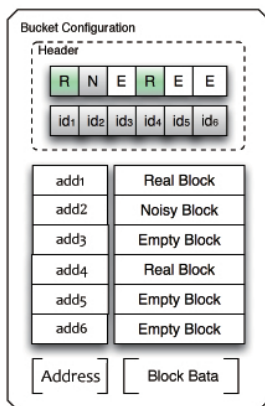 Bucket Configuration
Header
R N E R E E
id1 id2 id3 id4 id5 id6
add1 Real Block
add2 Noisy Block
add3 Empty Block
add4 Real Block
add5 Empty Block
add6 Empty Block
Address Block Bata